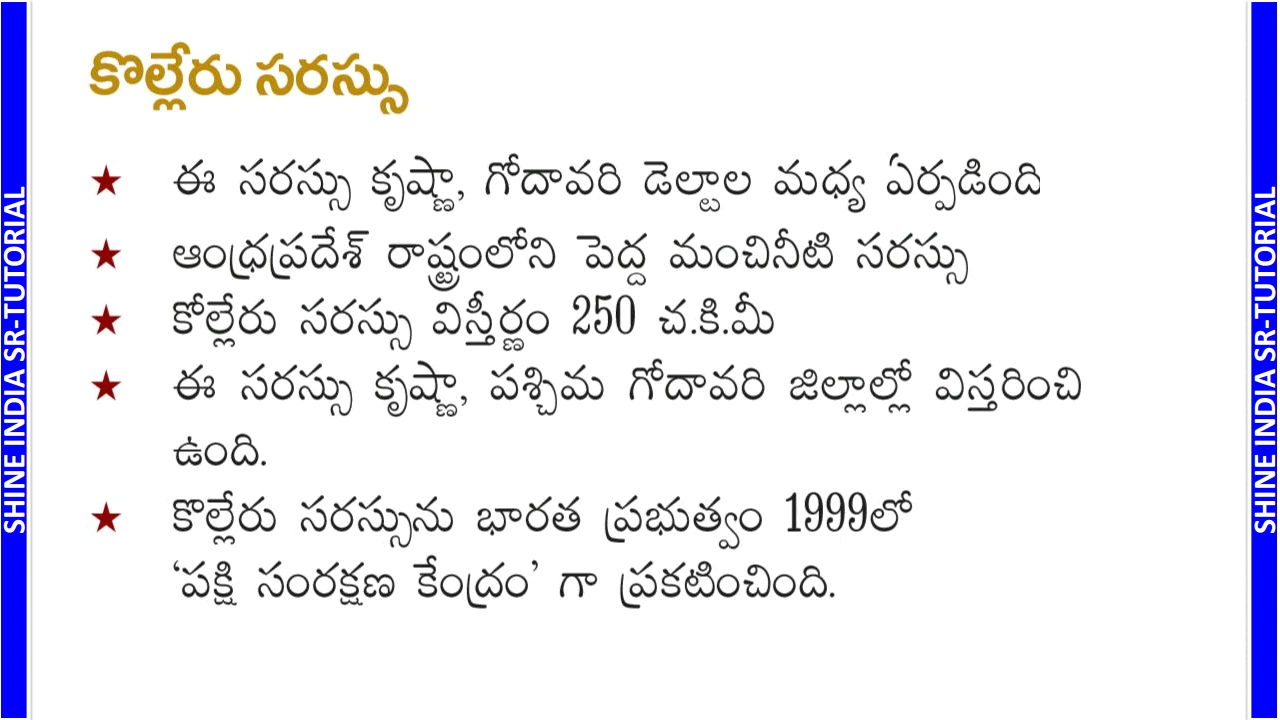 SHINE INDIA SR-TUTORIAL
కొల్లేరు సరస్సు
★ ఈ సరస్సు కృష్ణా, గోదావరి డెల్టాల మధ్య ఏర్పడింది
★ ఆంధ్రప్రదేశ్ రాష్ట్రంలోని పెద్ద మంచినీటి సరస్సు
★ కోల్లేరు సరస్సు విస్తీర్ణం 250 చ.కి.మీ
★ ఈ సరస్సు కృష్ణా, పశ్చిమ గోదావరి జిల్లాల్లో విస్తరించి
ఉంది.
★ కొల్లేరు సరస్సును భారత ప్రభుత్వం 1999లో
‘పక్షి సంరక్షణ కేంద్రం’ గా ప్రకటించింది.
SHINE INDIA SR-TUTORIAL